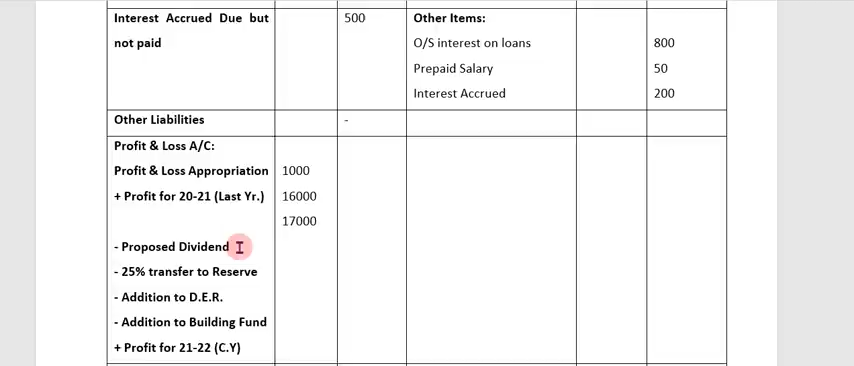 Interest Accrued Due but 500 Other Items:
not paid O/S interest on loans 800
Prepaid Salary 50
Interest Accrued 200
Other Liabilities -
Profit & Loss A/C:
Profit & Loss Appropriation 1000
+ Profit for 20-21 (Last Yr.) 16000
17000
- Proposed Dividend
- 25% transfer to Reserve
- Addition to D.E.R.
- Addition to Building Fund
+ Profit for 21-22 (C.Y)